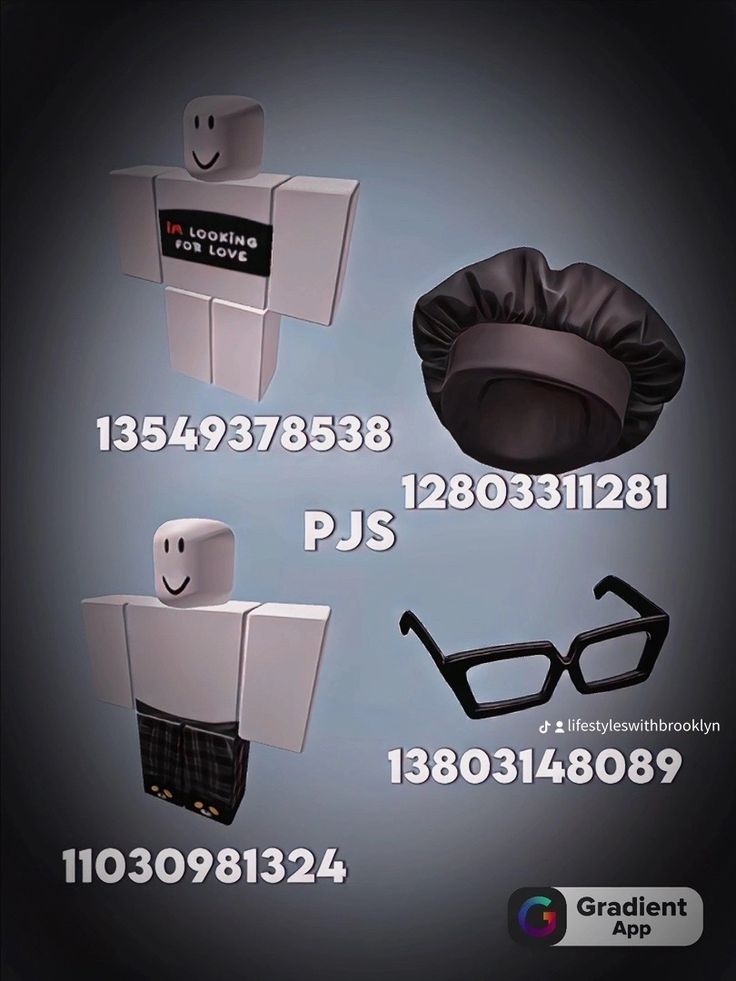 im LOOKING
FOR LOVE
13549378538
12803311281
PJS
lifestyleswithbrooklyn
13803148089
11030981324
Gradient
App